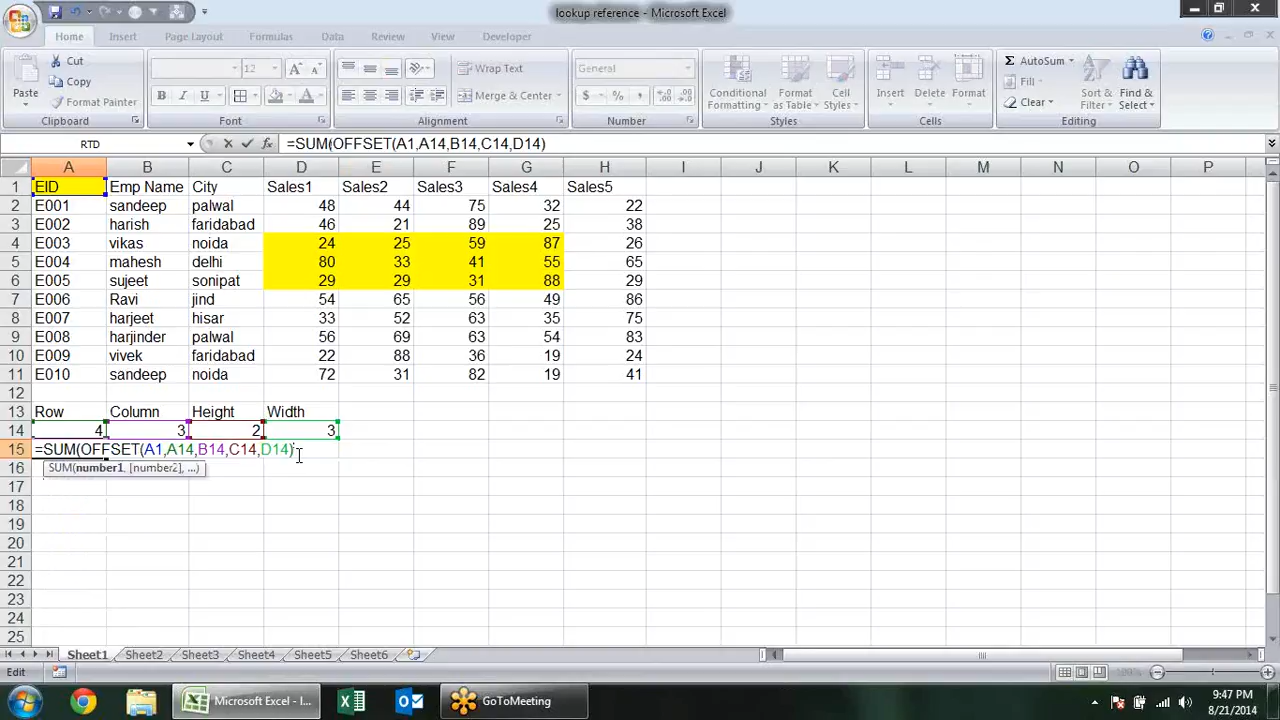 lookup reference - Microsoft Excel
Home Insert Page Layout Formulas Data Review View Developer
Paste Cut Copy Format Painter Clipboard
12 A A B I U A Font
Wrap Text Merge & Center Alignment
General $ % , Number
Conditional Formatting Format as Table Cell Styles Styles
Insert Delete Format Cells
Σ AutoSum Fill Clear Sort & Filter Find & Select Editing
RTD =SUM(OFFSET(A1,A14,B14,C14,D14)
A B C D E F G H I J K L M N O P
1 EID Emp Name City Sales1 Sales2 Sales3 Sales4 Sales5
2 E001 sandeep palwal 48 44 75 32 22
3 E002 harish faridabad 46 21 89 25 38
4 E003 vikas noida 24 25 59 87 26
5 E004 mahesh delhi 80 33 41 55 65
6 E005 sujeet sonipat 29 29 31 88 29
7 E006 Ravi jind 54 65 56 49 86
8 E007 harjeet hisar 33 52 63 35 75
9 E008 harjinder palwal 56 69 63 54 83
10 E009 vivek faridabad 22 88 36 19 24
11 E010 sandeep noida 72 31 82 19 41
12
13 Row Column Height Width
14 4 3 2 3
15 =SUM(OFFSET(A1,A14,B14,C14,D14)
16 SUM(number1, [number2], ...)
17
18
19
20
21
22
23
24
25
Sheet1 Sheet2 Sheet3 Sheet4 Sheet5 Sheet6
Edit 100%
Microsoft Excel - l... GoToMeeting 9:47 PM
8/21/2014